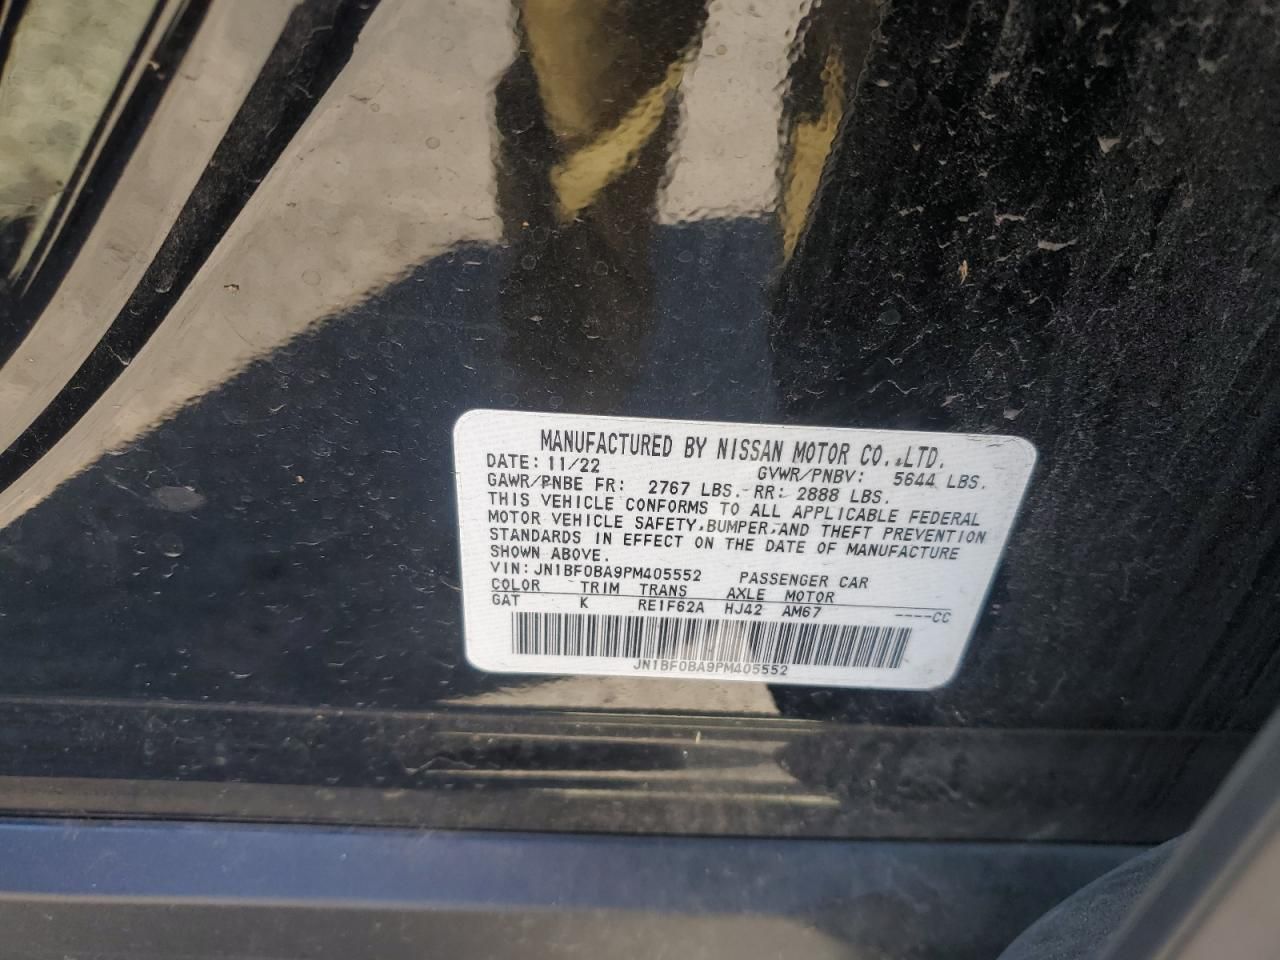 MANUFACTURED BY NISSAN MOTOR CO.,LTD.
DATE: 11/22 GVWR/PNBV: 5644 LBS.
GAWR/PNBE FR: 2767 LBS. RR: 2888 LBS.
THIS VEHICLE CONFORMS TO ALL APPLICABLE FEDERAL
MOTOR VEHICLE SAFETY,BUMPER,AND THEFT PREVENTION
STANDARDS IN EFFECT ON THE DATE OF MANUFACTURE
SHOWN ABOVE.
VIN: JN1BF0BA9PM405552 PASSENGER CAR
COLOR TRIM TRANS AXLE MOTOR
GAT K RE1F62A HJ42 AM67 ----CC
JN1BF0BA9PM405552